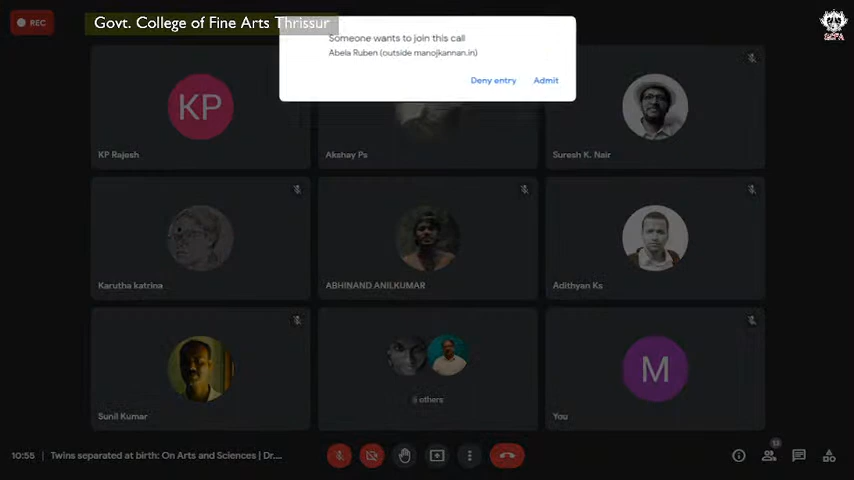 REC
Govt. College of Fine Arts Thrissur
SCFA
Someone wants to join this call
Abela Ruben (outside manojkannan.in)
Deny entry Admit
KP
KP Rajesh
Akshay Ps
Suresh K. Nair
Karutha katrina
ABHINAND ANILKUMAR
Adithyan Ks
Sunil Kumar
others
M
You
10:55 | Twins separated at birth: On Arts and Sciences | Dr....
13